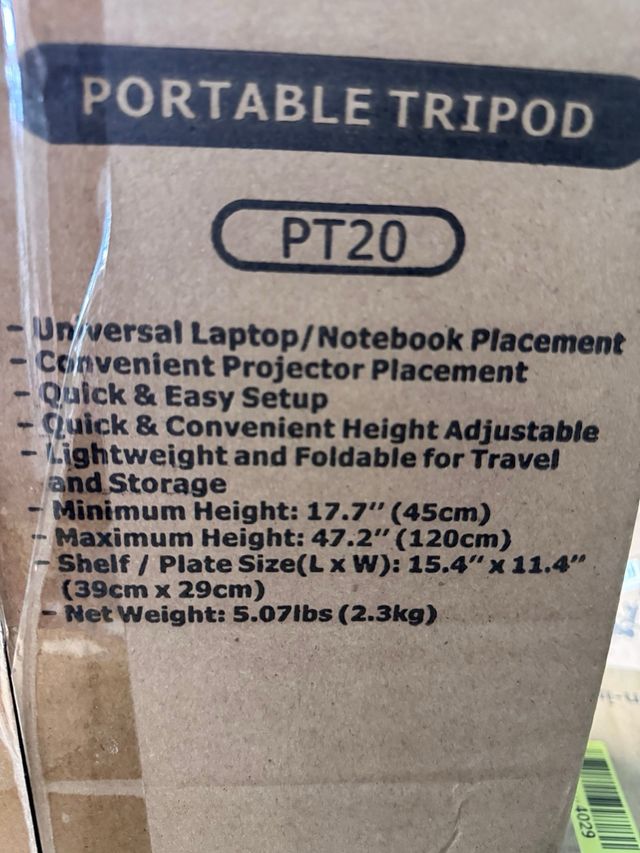 PORTABLE TRIPOD
PT20
- Universal Laptop/Notebook Placement
- Convenient Projector Placement
- Quick & Easy Setup
- Quick & Convenient Height Adjustable
- Lightweight and Foldable for Travel
and Storage
- Minimum Height: 17.7" (45cm)
- Maximum Height: 47.2" (120cm)
- Shelf / Plate Size(L x W): 15.4" x 11.4"
(39cm x 29cm)
- Net Weight: 5.07lbs (2.3kg)
4029